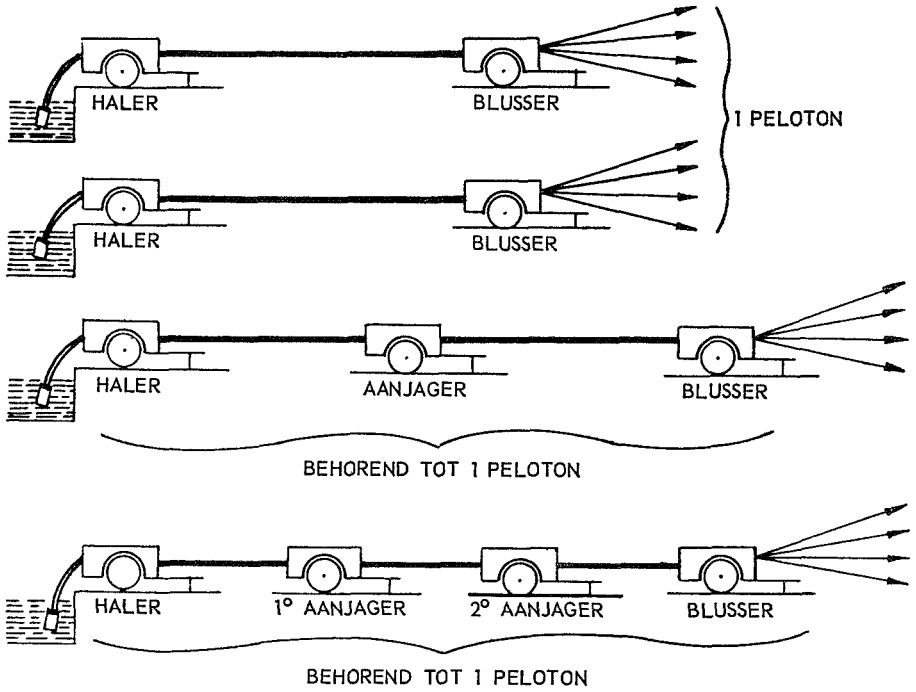 HALER BLUSSER
1 PELOTON
HALER BLUSSER
HALER AANJAGER BLUSSER
BEHOREND TOT 1 PELOTON
HALER 1° AANJAGER 2° AANJAGER BLUSSER
BEHOREND TOT 1 PELOTON